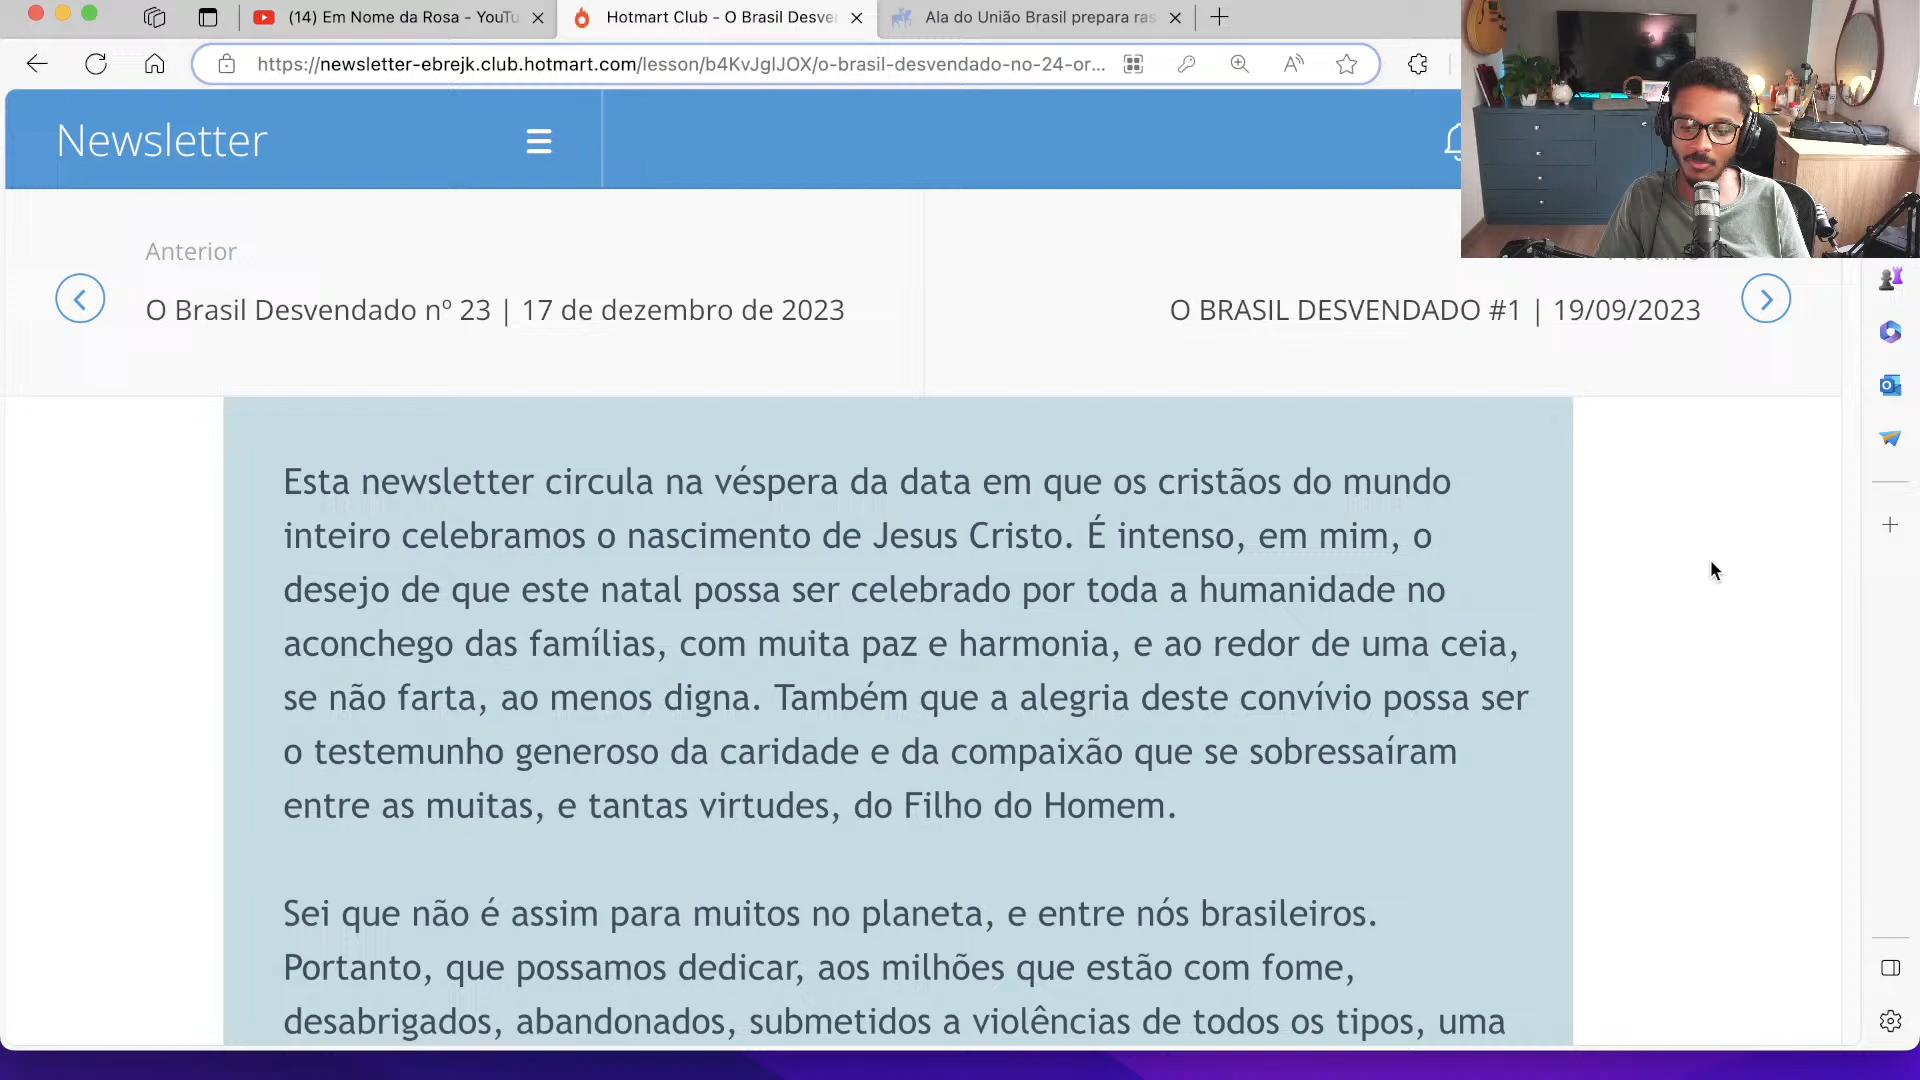 (14) Em Nome da Rosa - YouTu
Hotmart Club - O Brasil Desve
Ala do União Brasil prepara ras
https://newsletter-ebrejk.club.hotmart.com/lesson/b4KvJglJOX/o-brasil-desvendado-no-24-or...
Newsletter
Anterior
O Brasil Desvendado nº 23 | 17 de dezembro de 2023
O BRASIL DESVENDADO #1 | 19/09/2023
Esta newsletter circula na véspera da data em que os cristãos do mundo
inteiro celebramos o nascimento de Jesus Cristo. É intenso, em mim, o
desejo de que este natal possa ser celebrado por toda a humanidade no
aconchego das famílias, com muita paz e harmonia, e ao redor de uma ceia,
se não farta, ao menos digna. Também que a alegria deste convívio possa ser
o testemunho generoso da caridade e da compaixão que se sobressaíram
entre as muitas, e tantas virtudes, do Filho do Homem.
Sei que não é assim para muitos no planeta, e entre nós brasileiros.
Portanto, que possamos dedicar, aos milhões que estão com fome,
desabrigados, abandonados, submetidos a violências de todos os tipos, uma